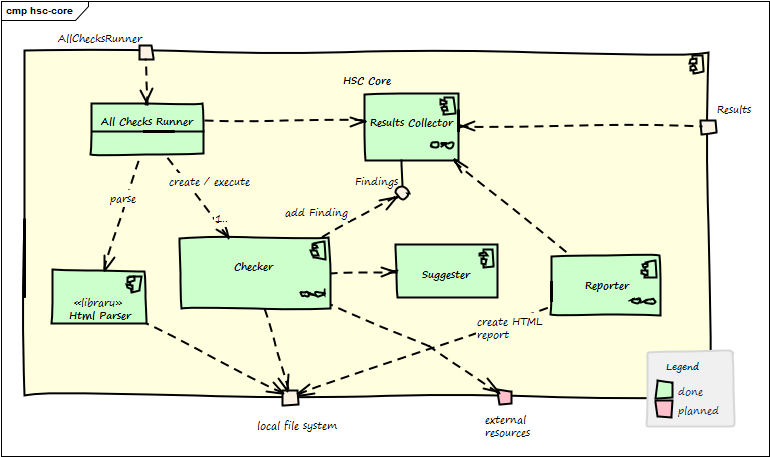 cmp hsc-core
AllChecksRunner
HSC Core
All Checks Runner
Results Collector
Results
create / execute
Findings
parse
add Finding
1..
Checker
Suggester
Reporter
«library»
Html Parser
create HTML
report
Legend
done
planned
local file system
external
resources